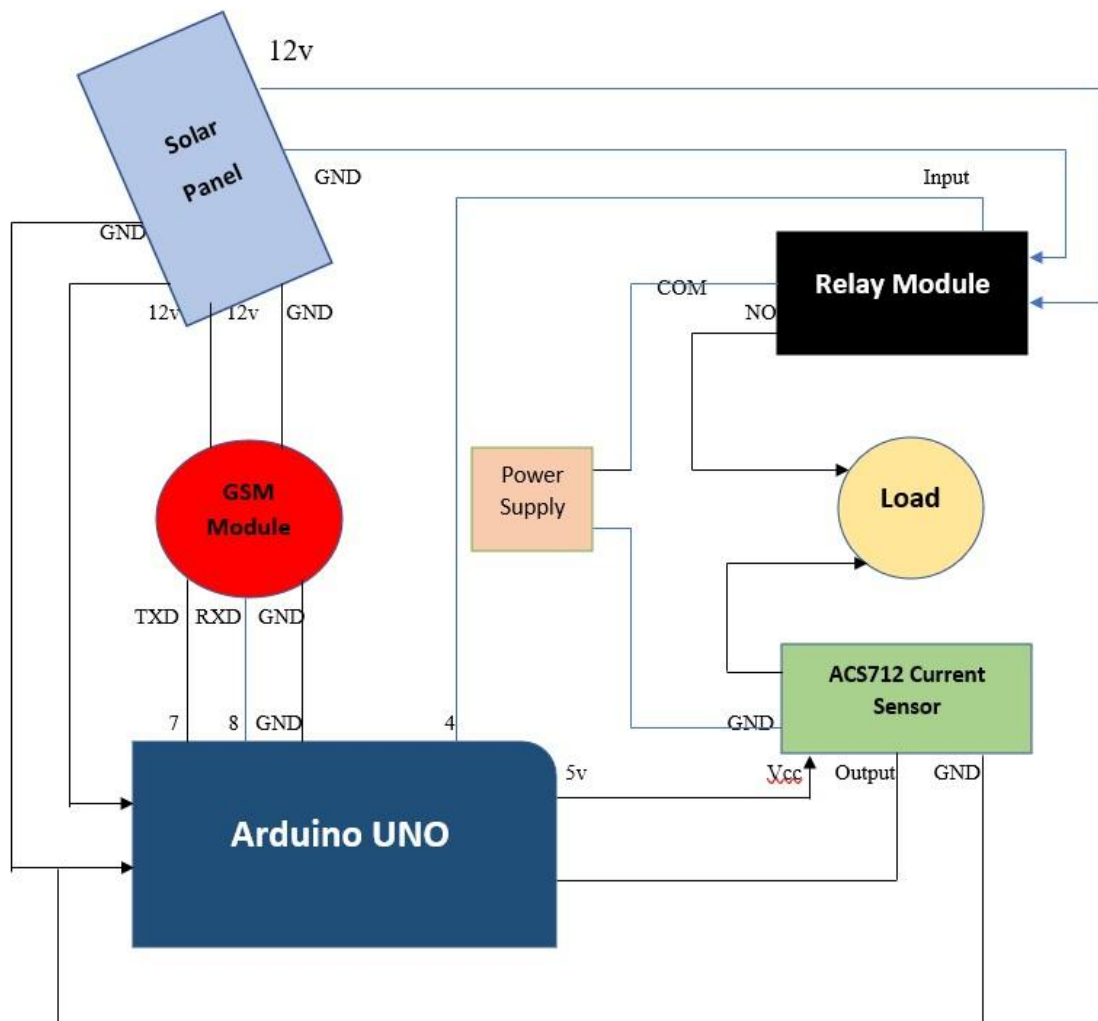 12v
Solar
Panel
GND
Input
GND
Relay Module
COM
NO
12v 12v GND
GSM
Module
Power
Supply
Load
TXD RXD GND
ACS712 Current
Sensor
7 8 GND 4
GND
5v Vcc Output GND
Arduino UNO